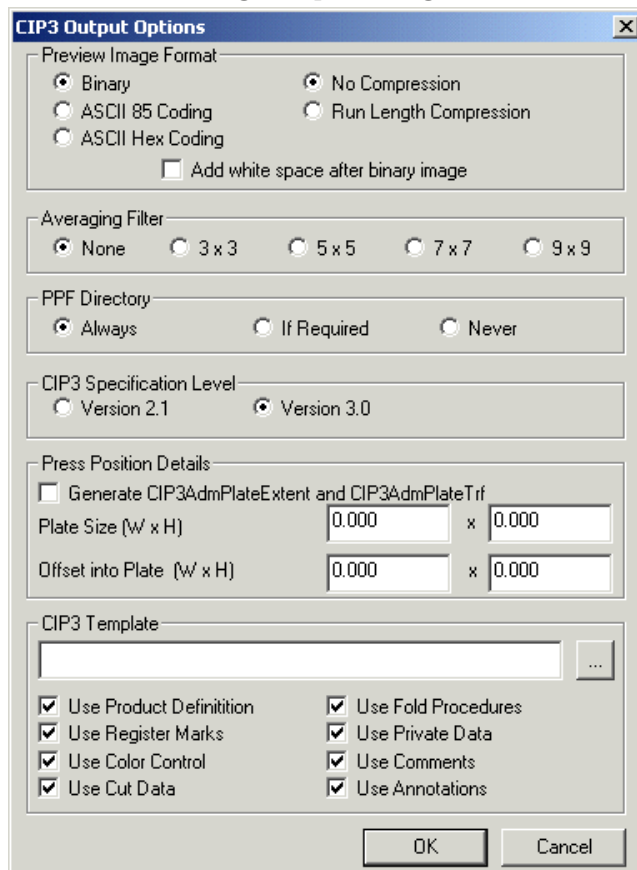 CIP3 Output Options
Preview Image Format
Binary
No Compression
ASCII 85 Coding
Run Length Compression
ASCII Hex Coding
Add white space after binary image
Averaging Filter
None 3 x 3 5 x 5 7 x 7 9 x 9
PPF Directory
Always If Required Never
CIP3 Specification Level
Version 2.1 Version 3.0
Press Position Details
Generate CIP3AdmPlateExtent and CIP3AdmPlateTrf
Plate Size (W x H) 0.000 x 0.000
Offset into Plate (W x H) 0.000 x 0.000
CIP3 Template
...
Use Product Definitition Use Fold Procedures
Use Register Marks Use Private Data
Use Color Control Use Comments
Use Cut Data Use Annotations
OK Cancel